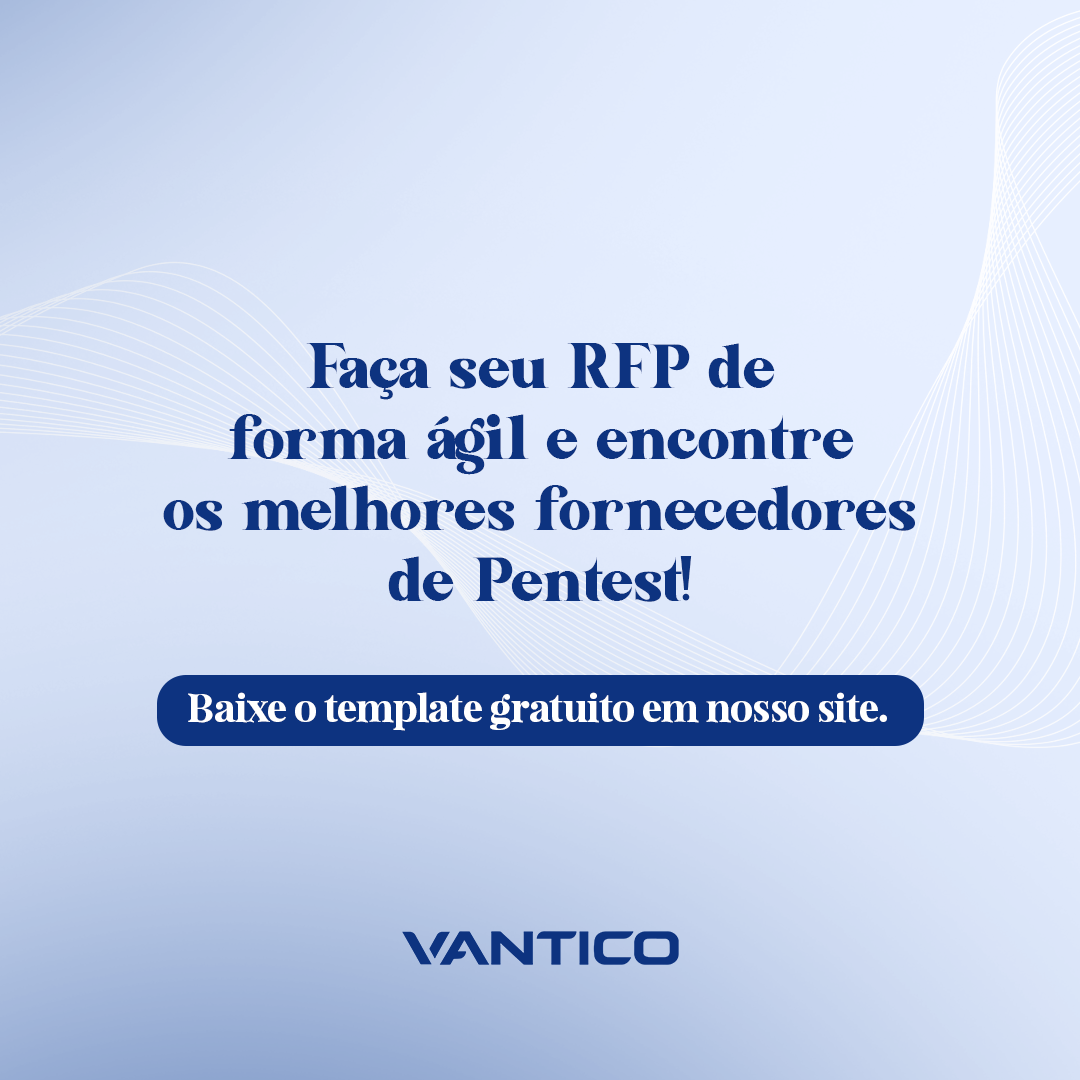 Faça seu RFP de
forma ágil e encontre
os melhores fornecedores
de Pentest!
Baixe o template gratuito em nosso site.
VANTICO